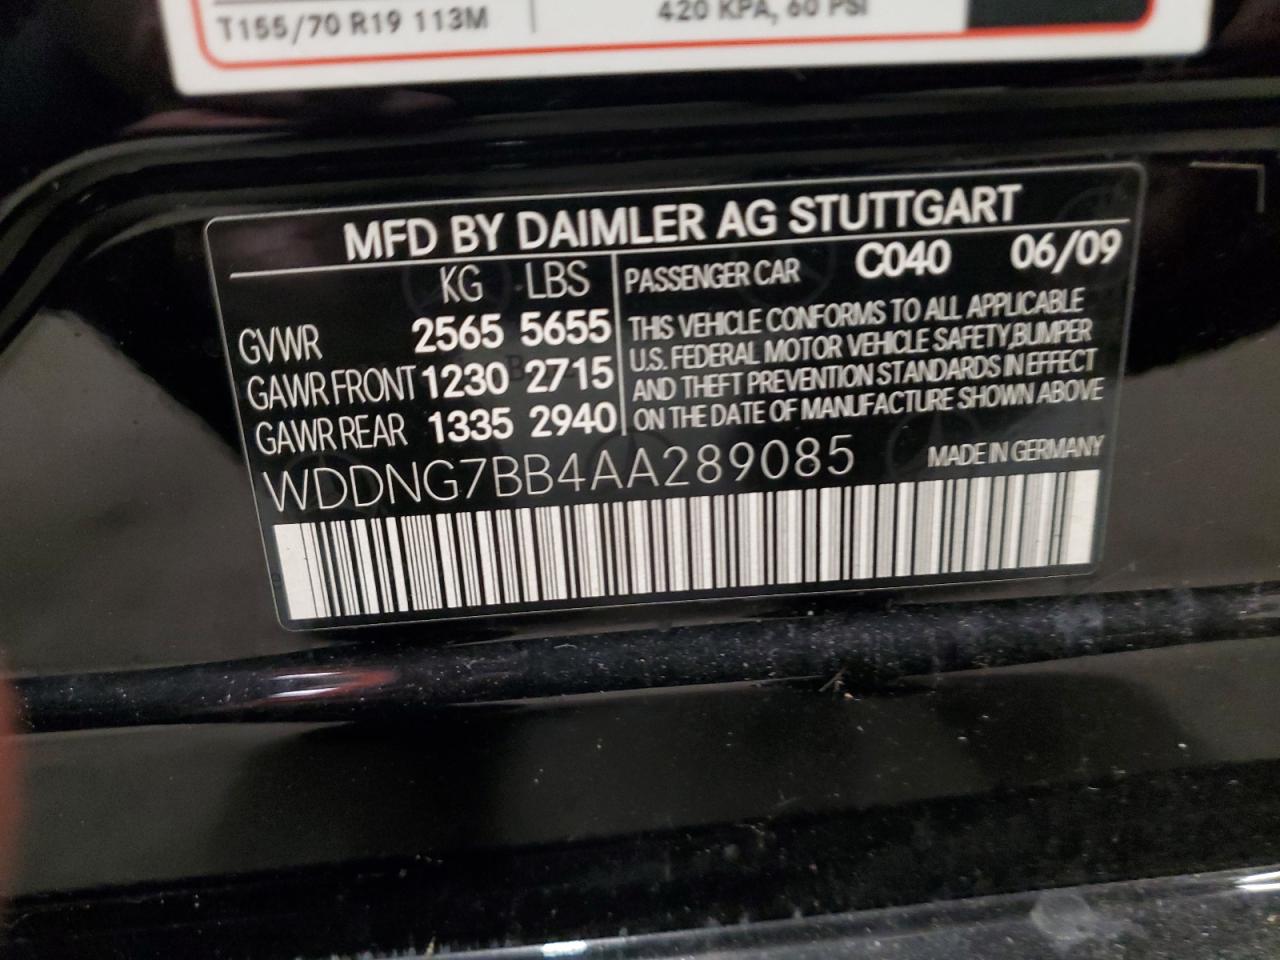 T155/70 R19 113M 420 KPA, 60 PSI
MFD BY DAIMLER AG STUTTGART
KG LBS
GVWR 2565 5655
GAWR FRONT 1230 2715
GAWR REAR 1335 2940
PASSENGER CAR C040 06/09
THIS VEHICLE CONFORMS TO ALL APPLICABLE
U.S. FEDERAL MOTOR VEHICLE SAFETY,BUMPER
AND THEFT PREVENTION STANDARDS IN EFFECT
ON THE DATE OF MANUFACTURE SHOWN ABOVE
WDDNG7BB4AA289085 MADE IN GERMANY